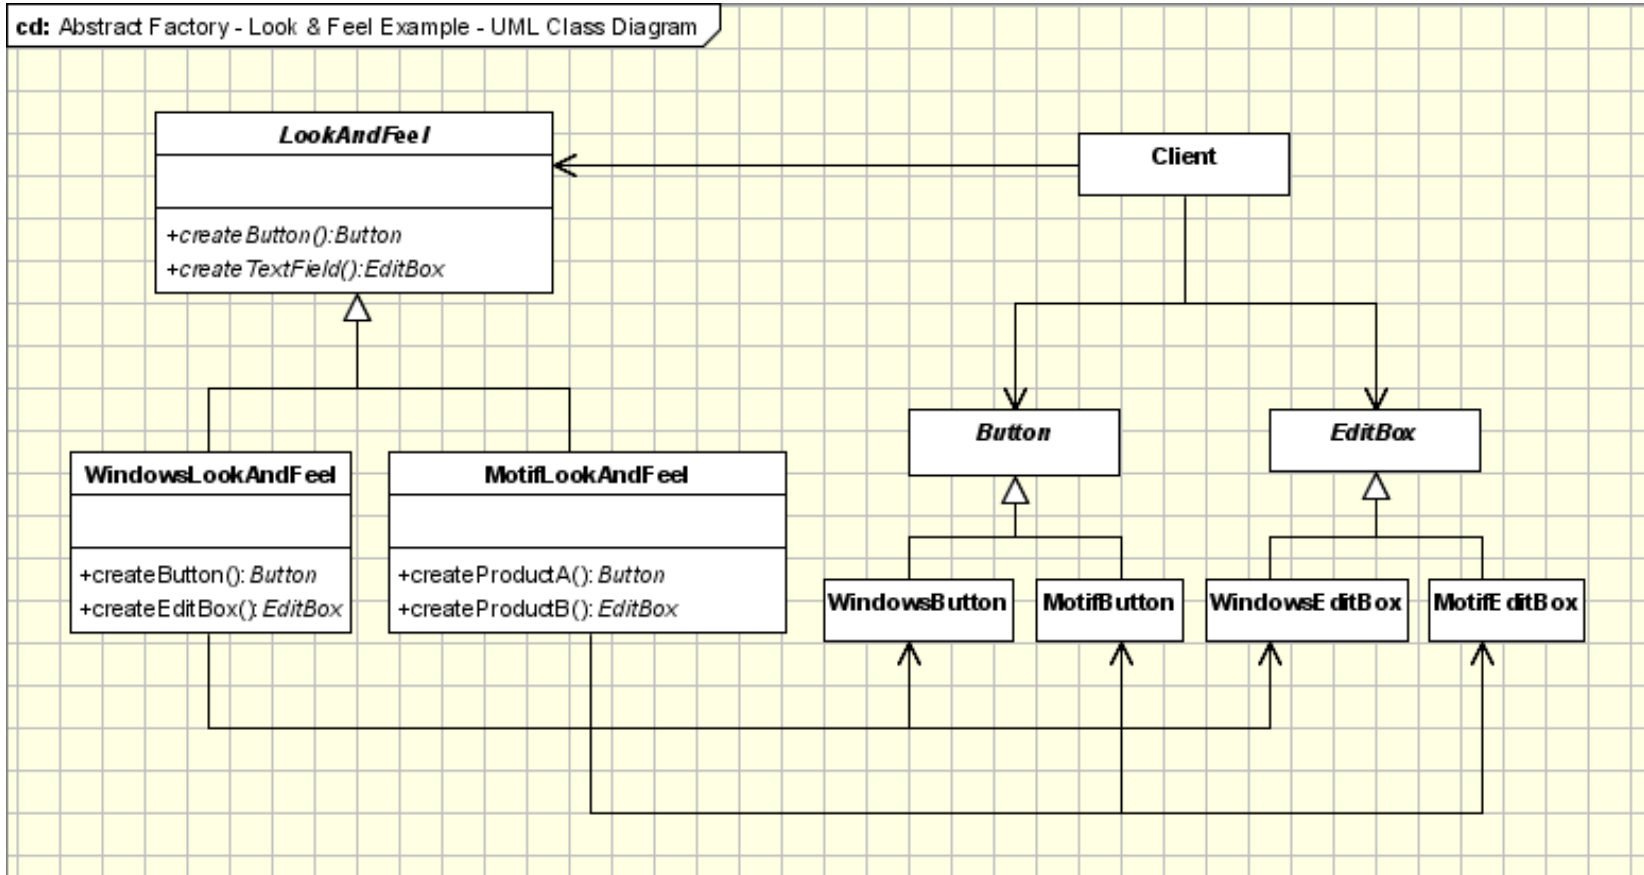 cd: Abstract Factory - Look & Feel Example - UML Class Diagram
LookAndFeel
+createButton():Button
+createTextField():EditBox
Client
Button
EditBox
WindowsLookAndFeel
+createButton(): Button
+createEditBox(): EditBox
MotifLookAndFeel
+createProductA(): Button
+createProductB(): EditBox
WindowsButton
MotifButton
WindowsEditBox
MotifEditBox